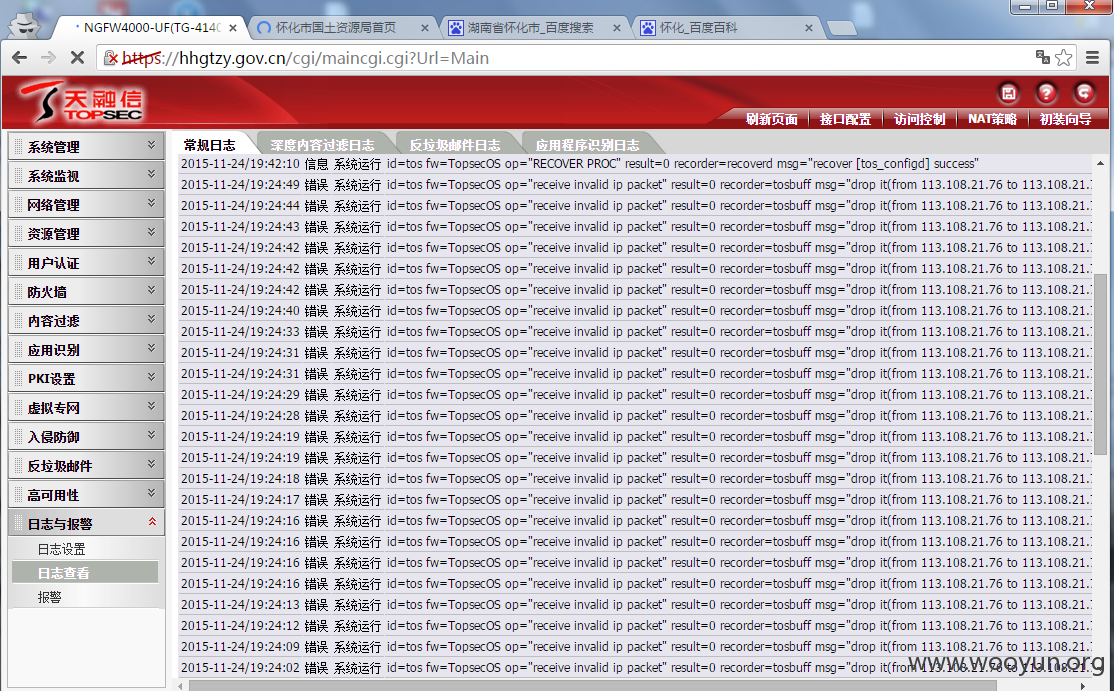 NGFW4000-UF(TG-414C
怀化市国土资源局首页
湖南省怀化市_百度搜索
怀化_百度百科
https://hhgtzy.gov.cn/cgi/maincgi.cgi?Url=Main
天融信
TOPSEC
刷新页面 接口配置 访问控制 NAT策略 初装向导
系统管理
系统监视
网络管理
资源管理
用户认证
防火墙
内容过滤
应用识别
PKI设置
虚拟专网
入侵防御
反垃圾邮件
高可用性
日志与报警
日志设置
日志查看
报警
常规日志 深度内容过滤日志 反垃圾邮件日志 应用程序识别日志
2015-11-24/19:42:10 信息 系统运行 id=tos fw=TopsecOS op="RECOVER PROC" result=0 recorder=recoverd msg="recover [tos_configd] success"
2015-11-24/19:24:49 错误 系统运行 id=tos fw=TopsecOS op="receive invalid ip packet" result=0 recorder=tosbuff msg="drop it(from 113.108.21.76 to 113.108.21.
2015-11-24/19:24:44 错误 系统运行 id=tos fw=TopsecOS op="receive invalid ip packet" result=0 recorder=tosbuff msg="drop it(from 113.108.21.76 to 113.108.21.
2015-11-24/19:24:43 错误 系统运行 id=tos fw=TopsecOS op="receive invalid ip packet" result=0 recorder=tosbuff msg="drop it(from 113.108.21.76 to 113.108.21.
2015-11-24/19:24:42 错误 系统运行 id=tos fw=TopsecOS op="receive invalid ip packet" result=0 recorder=tosbuff msg="drop it(from 113.108.21.76 to 113.108.21.
2015-11-24/19:24:42 错误 系统运行 id=tos fw=TopsecOS op="receive invalid ip packet" result=0 recorder=tosbuff msg="drop it(from 113.108.21.76 to 113.108.21.
2015-11-24/19:24:42 错误 系统运行 id=tos fw=TopsecOS op="receive invalid ip packet" result=0 recorder=tosbuff msg="drop it(from 113.108.21.76 to 113.108.21.
2015-11-24/19:24:40 错误 系统运行 id=tos fw=TopsecOS op="receive invalid ip packet" result=0 recorder=tosbuff msg="drop it(from 113.108.21.76 to 113.108.21.
2015-11-24/19:24:33 错误 系统运行 id=tos fw=TopsecOS op="receive invalid ip packet" result=0 recorder=tosbuff msg="drop it(from 113.108.21.76 to 113.108.21.
2015-11-24/19:24:31 错误 系统运行 id=tos fw=TopsecOS op="receive invalid ip packet" result=0 recorder=tosbuff msg="drop it(from 113.108.21.76 to 113.108.21.
2015-11-24/19:24:31 错误 系统运行 id=tos fw=TopsecOS op="receive invalid ip packet" result=0 recorder=tosbuff msg="drop it(from 113.108.21.76 to 113.108.21.
2015-11-24/19:24:29 错误 系统运行 id=tos fw=TopsecOS op="receive invalid ip packet" result=0 recorder=tosbuff msg="drop it(from 113.108.21.76 to 113.108.21.
2015-11-24/19:24:28 错误 系统运行 id=tos fw=TopsecOS op="receive invalid ip packet" result=0 recorder=tosbuff msg="drop it(from 113.108.21.76 to 113.108.21.
2015-11-24/19:24:19 错误 系统运行 id=tos fw=TopsecOS op="receive invalid ip packet" result=0 recorder=tosbuff msg="drop it(from 113.108.21.76 to 113.108.21.
2015-11-24/19:24:19 错误 系统运行 id=tos fw=TopsecOS op="receive invalid ip packet" result=0 recorder=tosbuff msg="drop it(from 113.108.21.76 to 113.108.21.
2015-11-24/19:24:18 错误 系统运行 id=tos fw=TopsecOS op="receive invalid ip packet" result=0 recorder=tosbuff msg="drop it(from 113.108.21.76 to 113.108.21.
2015-11-24/19:24:17 错误 系统运行 id=tos fw=TopsecOS op="receive invalid ip packet" result=0 recorder=tosbuff msg="drop it(from 113.108.21.76 to 113.108.21.
2015-11-24/19:24:16 错误 系统运行 id=tos fw=TopsecOS op="receive invalid ip packet" result=0 recorder=tosbuff msg="drop it(from 113.108.21.76 to 113.108.21.
2015-11-24/19:24:16 错误 系统运行 id=tos fw=TopsecOS op="receive invalid ip packet" result=0 recorder=tosbuff msg="drop it(from 113.108.21.76 to 113.108.21.
2015-11-24/19:24:16 错误 系统运行 id=tos fw=TopsecOS op="receive invalid ip packet" result=0 recorder=tosbuff msg="drop it(from 113.108.21.76 to 113.108.21.
2015-11-24/19:24:16 错误 系统运行 id=tos fw=TopsecOS op="receive invalid ip packet" result=0 recorder=tosbuff msg="drop it(from 113.108.21.76 to 113.108.21.
2015-11-24/19:24:13 错误 系统运行 id=tos fw=TopsecOS op="receive invalid ip packet" result=0 recorder=tosbuff msg="drop it(from 113.108.21.76 to 113.108.21.
2015-11-24/19:24:12 错误 系统运行 id=tos fw=TopsecOS op="receive invalid ip packet" result=0 recorder=tosbuff msg="drop it(from 113.108.21.76 to 113.108.21.
2015-11-24/19:24:09 错误 系统运行 id=tos fw=TopsecOS op="receive invalid ip packet" result=0 recorder=tosbuff msg="drop it(from 113.108.21.76 to 113.108.21.
2015-11-24/19:24:02 错误 系统运行 id=tos fw=TopsecOS op="receive invalid ip packet" result=0 recorder=tosbuff msg="drop it(from 113.108.21.76 to 113.108.21.
www.wooyun.org